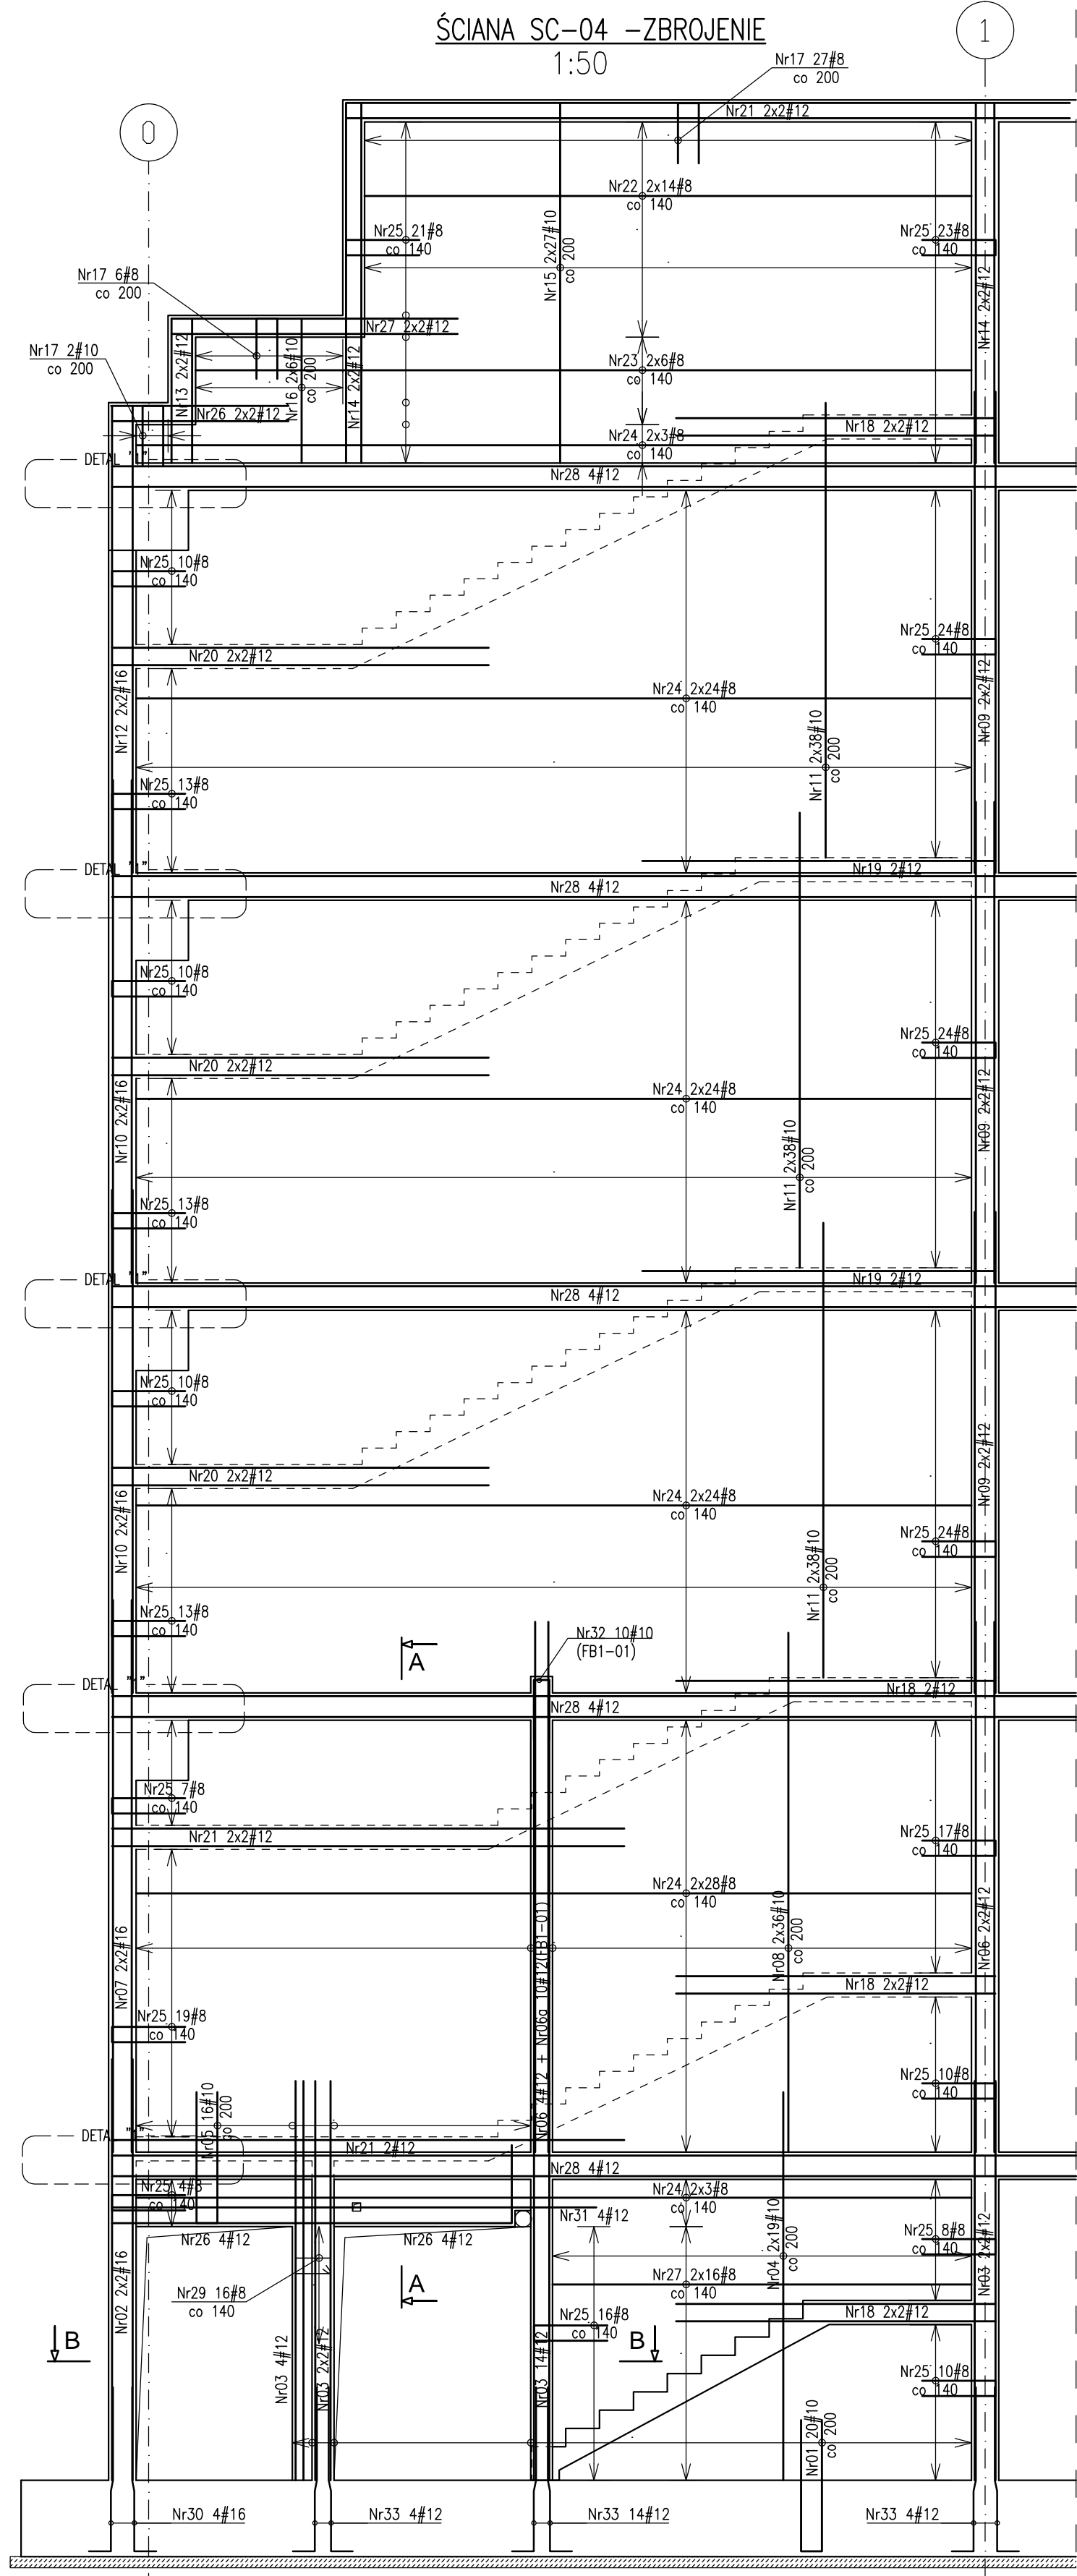 ŚCIANA SC-04 -ZBROJENIE
1:50
1
0
Nr17 27#8
co 200
Nr21 2x2#12
Nr22 2x14#8
co 140
Nr25 21#8
co 140
Nr25 23#8
co 140
Nr15 2x27#10
co 200
Nr14 2x2#12
Nr17 6#8
co 200
Nr27 2x2#12
Nr17 2#10
co 200
Nr13 2x2#12
Nr16 2x6#10
co 200
Nr14 2x2#12
Nr23 2x6#8
co 140
Nr26 2x2#12
Nr18 2x2#12
Nr24 2x3#8
co 140
DETAL "1"
Nr28 4#12
Nr25 10#8
co 140
Nr25 24#8
co 140
Nr20 2x2#12
Nr12 2x2#16
Nr24 2x24#8
co 140
Nr09 2x2#12
Nr11 2x38#10
co 200
Nr25 13#8
co 140
DETAL "1"
Nr19 2#12
Nr28 4#12
Nr25 10#8
co 140
Nr25 24#8
co 140
Nr20 2x2#12
Nr10 2x2#16
Nr24 2x24#8
co 140
Nr09 2x2#12
Nr11 2x38#10
co 200
Nr25 13#8
co 140
DETAL "1"
Nr19 2#12
Nr28 4#12
Nr25 10#8
co 140
Nr20 2x2#12
Nr10 2x2#16
Nr24 2x24#8
co 140
Nr09 2x2#12
Nr25 24#8
co 140
Nr11 2x38#10
co 200
Nr25 13#8
co 140
Nr32 10#10
(FB1-01)
A
DETAL
Nr18 2#12
Nr28 4#12
Nr25 7#8
co 140
Nr21 2x2#12
Nr25 17#8
co 140
Nr24 2x28#8
co 140
Nr07 2x2#16
Nr06 4#12 + Nr06a 10#12(FB1-01)
Nr08 2x36#10
co 200
Nr06 2x2#12
Nr18 2x2#12
Nr25 19#8
co 140
Nr05 16#10
co 200
Nr25 10#8
co 140
Nr21 2#12
Nr28 4#12
Nr25 4#8
co 140
Nr24 2x3#8
co 140
Nr26 4#12
Nr26 4#12
Nr31 4#12
Nr04 2x19#10
co 200
Nr25 8#8
co 140
Nr03 2x2#12
Nr02 2x2#16
Nr29 16#8
co 140
A
Nr27 2x16#8
co 140
Nr18 2x2#12
Nr25 16#8
co 140
B
B
Nr03 4#12
Nr03 2x2#12
Nr03 14#12
Nr25 10#8
co 140
Nr01 20#10
co 200
Nr30 4#16
Nr33 4#12
Nr33 14#12
Nr33 4#12